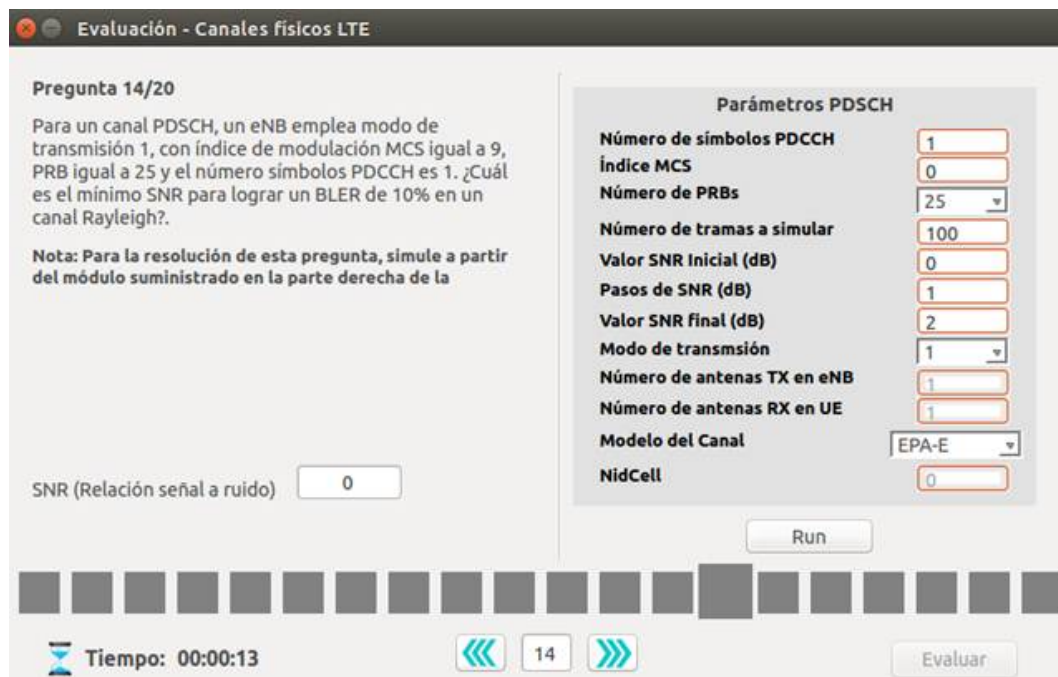 Evaluación - Canales físicos LTE
Pregunta 14/20
Para un canal PDSCH, un eNB emplea modo de
transmisión 1, con índice de modulación MCS igual a 9,
PRB igual a 25 y el número símbolos PDCCH es 1. ¿Cuál
es el mínimo SNR para lograr un BLER de 10% en un
canal Rayleigh?.
Nota: Para la resolución de esta pregunta, simule a partir
del módulo suministrado en la parte derecha de la
SNR (Relación señal a ruido) 0
Parámetros PDSCH
Número de símbolos PDCCH 1
Índice MCS 0
Número de PRBs 25
Número de tramas a simular 100
Valor SNR Inicial (dB) 0
Pasos de SNR (dB) 1
Valor SNR final (dB) 2
Modo de transmsión 1
Número de antenas TX en eNB 1
Número de antenas RX en UE 1
Modelo del Canal EPA-E
NidCell 0
Run
Tiempo: 00:00:13
14
Evaluar